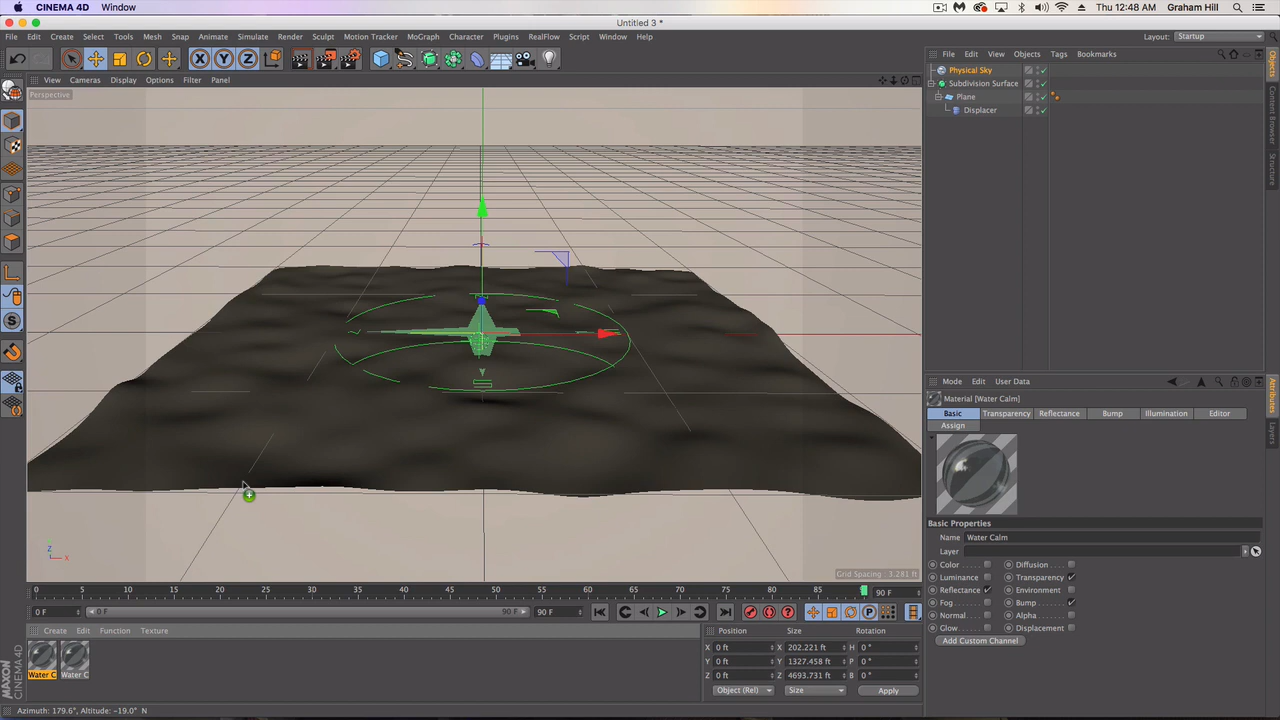 CINEMA 4D Window Thu 12:48 AM Graham Hill
Untitled 3 *
File Edit Create Select Tools Mesh Snap Animate Simulate Render Sculpt Motion Tracker MoGraph Character Plugins RealFlow Script Window Help Layout: Startup
X Y Z
File Edit View Objects Tags Bookmarks
View Cameras Display Options Filter Panel
Perspective
Physical Sky
Subdivision Surface
Plane
Displacer
Objects
Content Browser
Structure
Y
Z
X
Grid Spacing : 3.281 ft
Mode Edit User Data
Material [Water Calm]
Basic Transparency Reflectance Bump Illumination Editor
Assign
Attributes
Layers
Basic Properties
Name Water Calm
Layer
Color Diffusion
Luminance Transparency
Reflectance Environment
Fog Bump
Normal Alpha
Glow Displacement
Add Custom Channel
0 5 10 15 20 25 30 35 40 45 50 55 60 65 70 75 80 85 90 F
0 F 0 F 90 F 90 F
Create Edit Function Texture
Water C Water C
Position Size Rotation
X 0 ft X 202.221 ft H 0 °
Y 0 ft Y 1327.458 ft P 0 °
Z 0 ft Z 4693.731 ft B 0 °
Object (Rel) Size Apply
MAXON CINEMA 4D
Azimuth: 179.6°, Altitude: -19.0° N